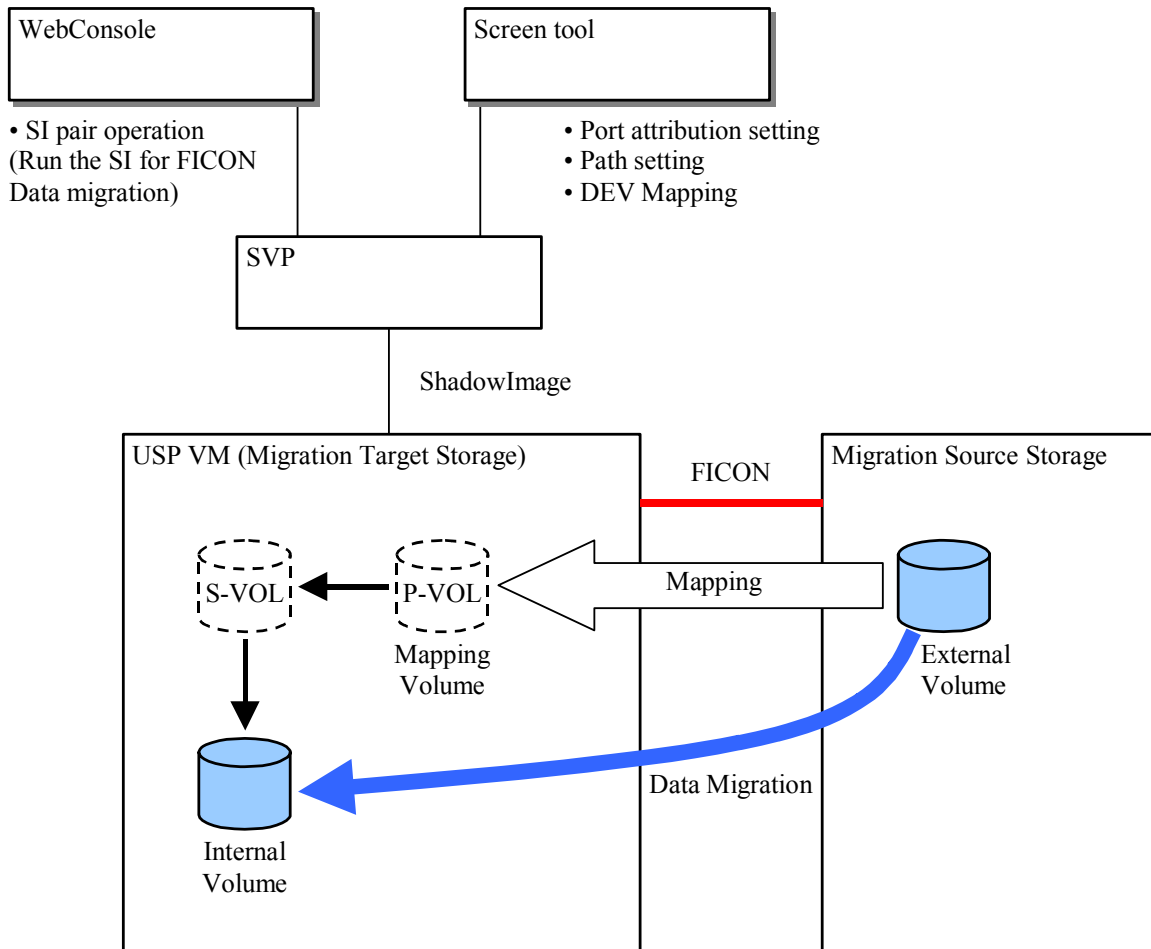 WebConsole
Screen tool
• SI pair operation
(Run the SI for FICON
Data migration)
• Port attribution setting
• Path setting
• DEV Mapping
SVP
ShadowImage
USP VM (Migration Target Storage)
FICON
Migration Source Storage
S-VOL
P-VOL
Mapping
Mapping
Volume
External
Volume
Data Migration
Internal
Volume